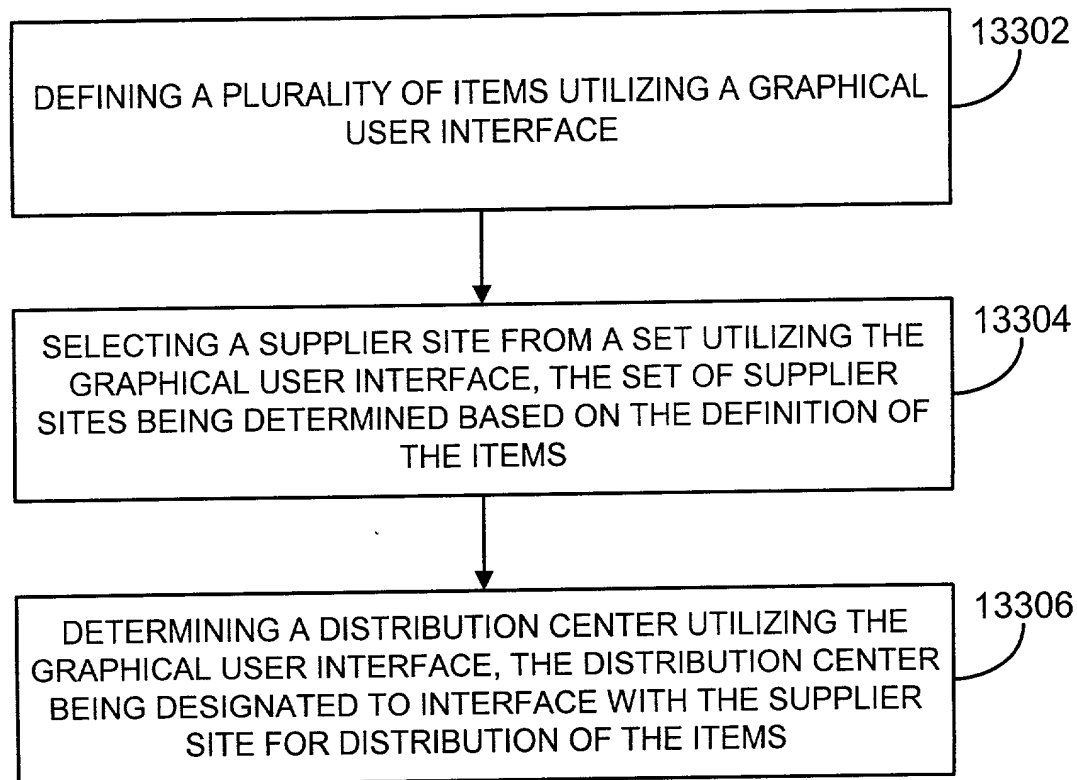 13302
DEFINING A PLURALITY OF ITEMS UTILIZING A GRAPHICAL
USER INTERFACE
13304
SELECTING A SUPPLIER SITE FROM A SET UTILIZING THE
GRAPHICAL USER INTERFACE, THE SET OF SUPPLIER
SITES BEING DETERMINED BASED ON THE DEFINITION OF
THE ITEMS
13306
DETERMINING A DISTRIBUTION CENTER UTILIZING THE
GRAPHICAL USER INTERFACE, THE DISTRIBUTION CENTER
BEING DESIGNATED TO INTERFACE WITH THE SUPPLIER
SITE FOR DISTRIBUTION OF THE ITEMS